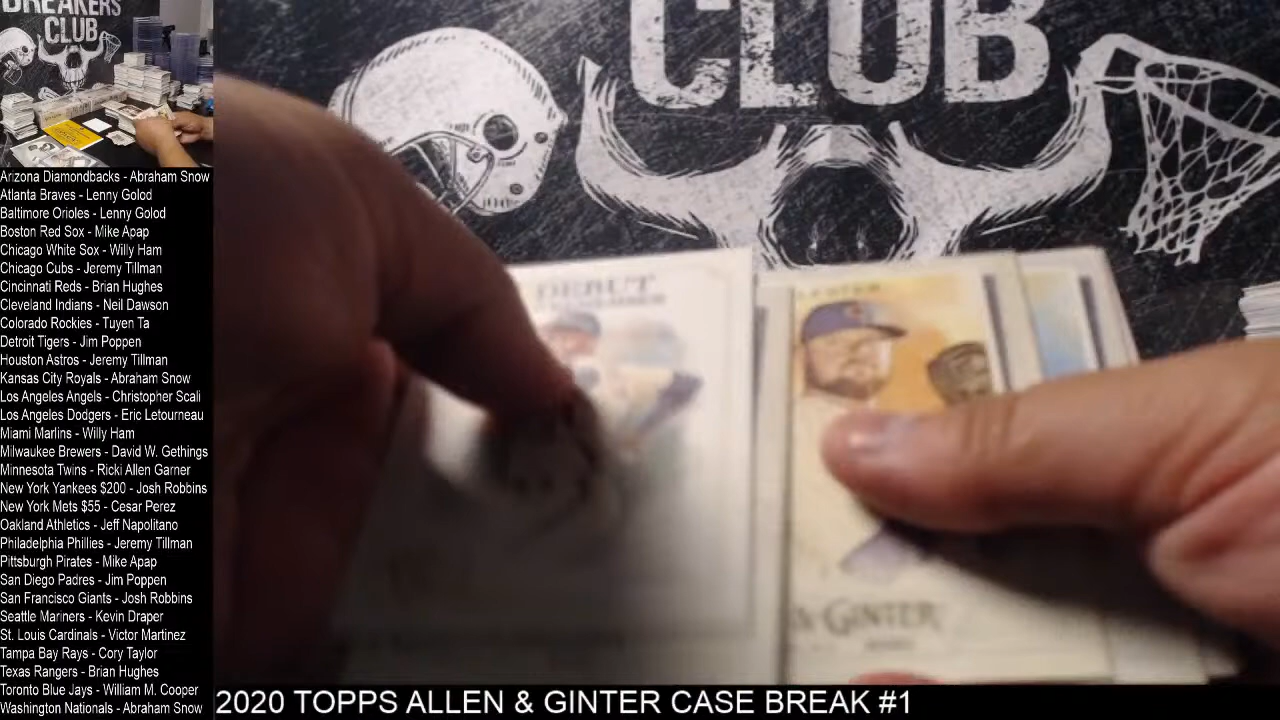 BREAKERS
CLUB
CLUB
Arizona Diamondbacks - Abraham Snow
Atlanta Braves - Lenny Golod
Baltimore Orioles - Lenny Golod
Boston Red Sox - Mike Apap
Chicago White Sox - Willy Ham
Chicago Cubs - Jeremy Tillman
Cincinnati Reds - Brian Hughes
Cleveland Indians - Neil Dawson
Colorado Rockies - Tuyen Ta
Detroit Tigers - Jim Poppen
Houston Astros - Jeremy Tillman
Kansas City Royals - Abraham Snow
Los Angeles Angels - Christopher Scali
Los Angeles Dodgers - Eric Letourneau
Miami Marlins - Willy Ham
Milwaukee Brewers - David W. Gethings
Minnesota Twins - Ricki Allen Garner
New York Yankees $200 - Josh Robbins
New York Mets $55 - Cesar Perez
Oakland Athletics - Jeff Napolitano
Philadelphia Phillies - Jeremy Tillman
Pittsburgh Pirates - Mike Apap
San Diego Padres - Jim Poppen
San Francisco Giants - Josh Robbins
Seattle Mariners - Kevin Draper
St. Louis Cardinals - Victor Martinez
Tampa Bay Rays - Cory Taylor
Texas Rangers - Brian Hughes
Toronto Blue Jays - William M. Cooper
Washington Nationals - Abraham Snow
DEBUT
& GINTER
2020 TOPPS ALLEN & GINTER CASE BREAK #1